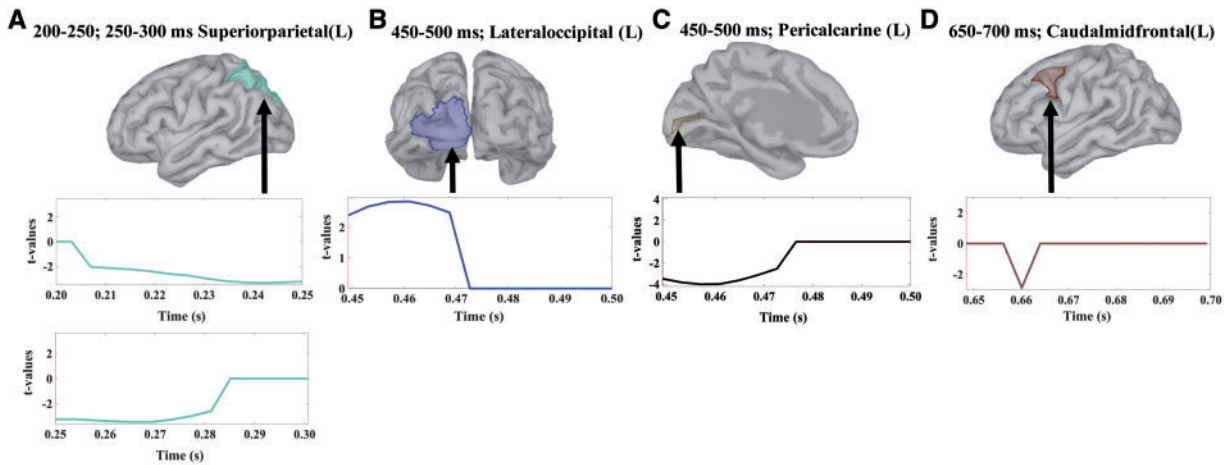 A
200-250; 250-300 ms Superiorparietal(L)
B
450-500 ms; Lateraloccipital (L)
C
450-500 ms; Pericalcarine (L)
D
650-700 ms; Caudalmidfrontal(L)
t-values
2
0
-2
0.20 0.21 0.22 0.23 0.24 0.25
Time (s)
2
1
0
0.45 0.46 0.47 0.48 0.49 0.50
Time (s)
t-values
4
2
0
-2
-4
0.45 0.46 0.47 0.48 0.49 0.50
Time (s)
t-values
2
0
-2
0.65 0.66 0.67 0.68 0.69 0.70
Time (s)
t-values
2
0
-2
0.25 0.26 0.27 0.28 0.29 0.30
Time (s)